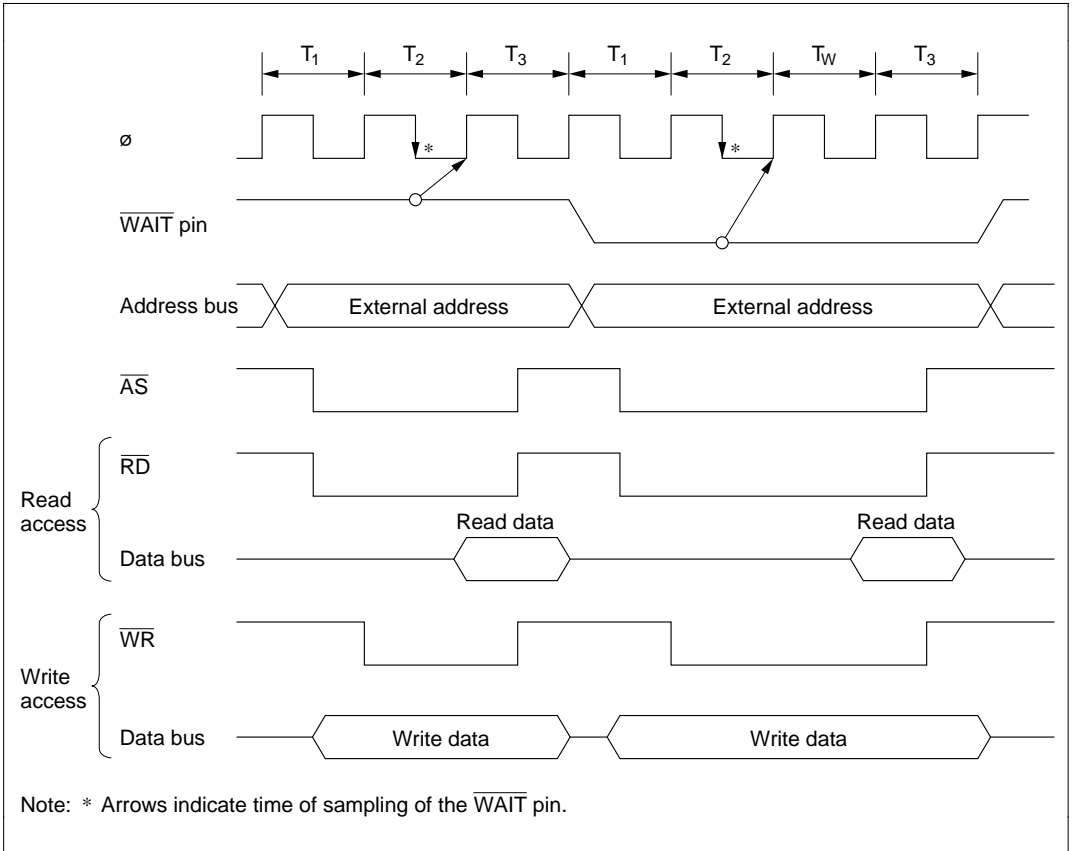 T1 T2 T3 T1 T2 TW T3
ø
* *
WAIT pin
Address bus External address External address
AS
RD
Read access
Read data Read data
Data bus
WR
Write access
Data bus Write data Write data
Note: * Arrows indicate time of sampling of the WAIT pin.